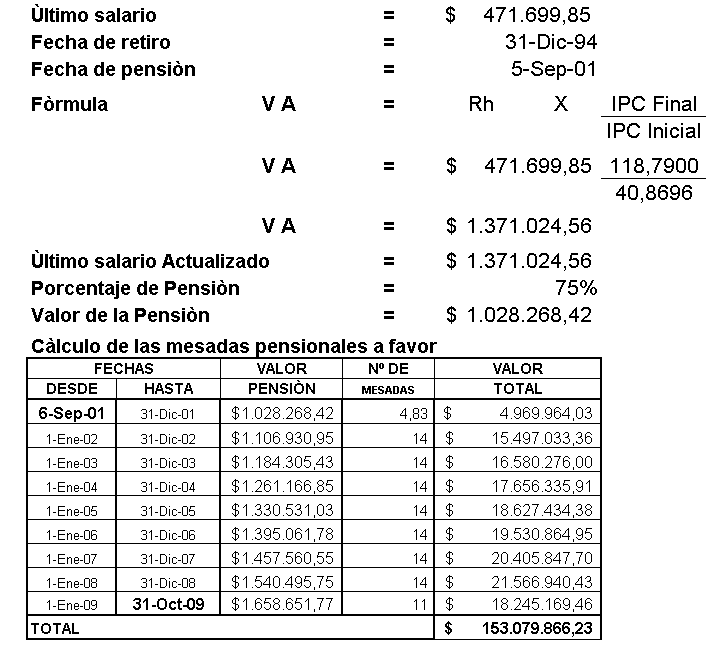 Ùltimo salario = $ 471.699,85
Fecha de retiro = 31-Dic-94
Fecha de pensiòn = 5-Sep-01
Fòrmula V A = Rh X IPC Final
IPC Inicial
V A = $ 471.699,85 118,7900
40,8696
V A = $ 1.371.024,56
Ùltimo salario Actualizado = $ 1.371.024,56
Porcentaje de Pensiòn = 75%
Valor de la Pensiòn = $ 1.028.268,42
Càlculo de las mesadas pensionales a favor
FECHAS VALOR Nº DE VALOR
DESDE HASTA PENSIÒN MESADAS TOTAL
6-Sep-01 31-Dic-01 $1.028.268,42 4,83 $ 4.969.964,03
1-Ene-02 31-Dic-02 $1.106.930,95 14 $ 15.497.033,36
1-Ene-03 31-Dic-03 $1.184.305,43 14 $ 16.580.276,00
1-Ene-04 31-Dic-04 $1.261.166,85 14 $ 17.656.335,91
1-Ene-05 31-Dic-05 $1.330.531,03 14 $ 18.627.434,38
1-Ene-06 31-Dic-06 $1.395.061,78 14 $ 19.530.864,95
1-Ene-07 31-Dic-07 $1.457.560,55 14 $ 20.405.847,70
1-Ene-08 31-Dic-08 $1.540.495,75 14 $ 21.566.940,43
1-Ene-09 31-Oct-09 $1.658.651,77 11 $ 18.245.169,46
TOTAL $ 153.079.866,23